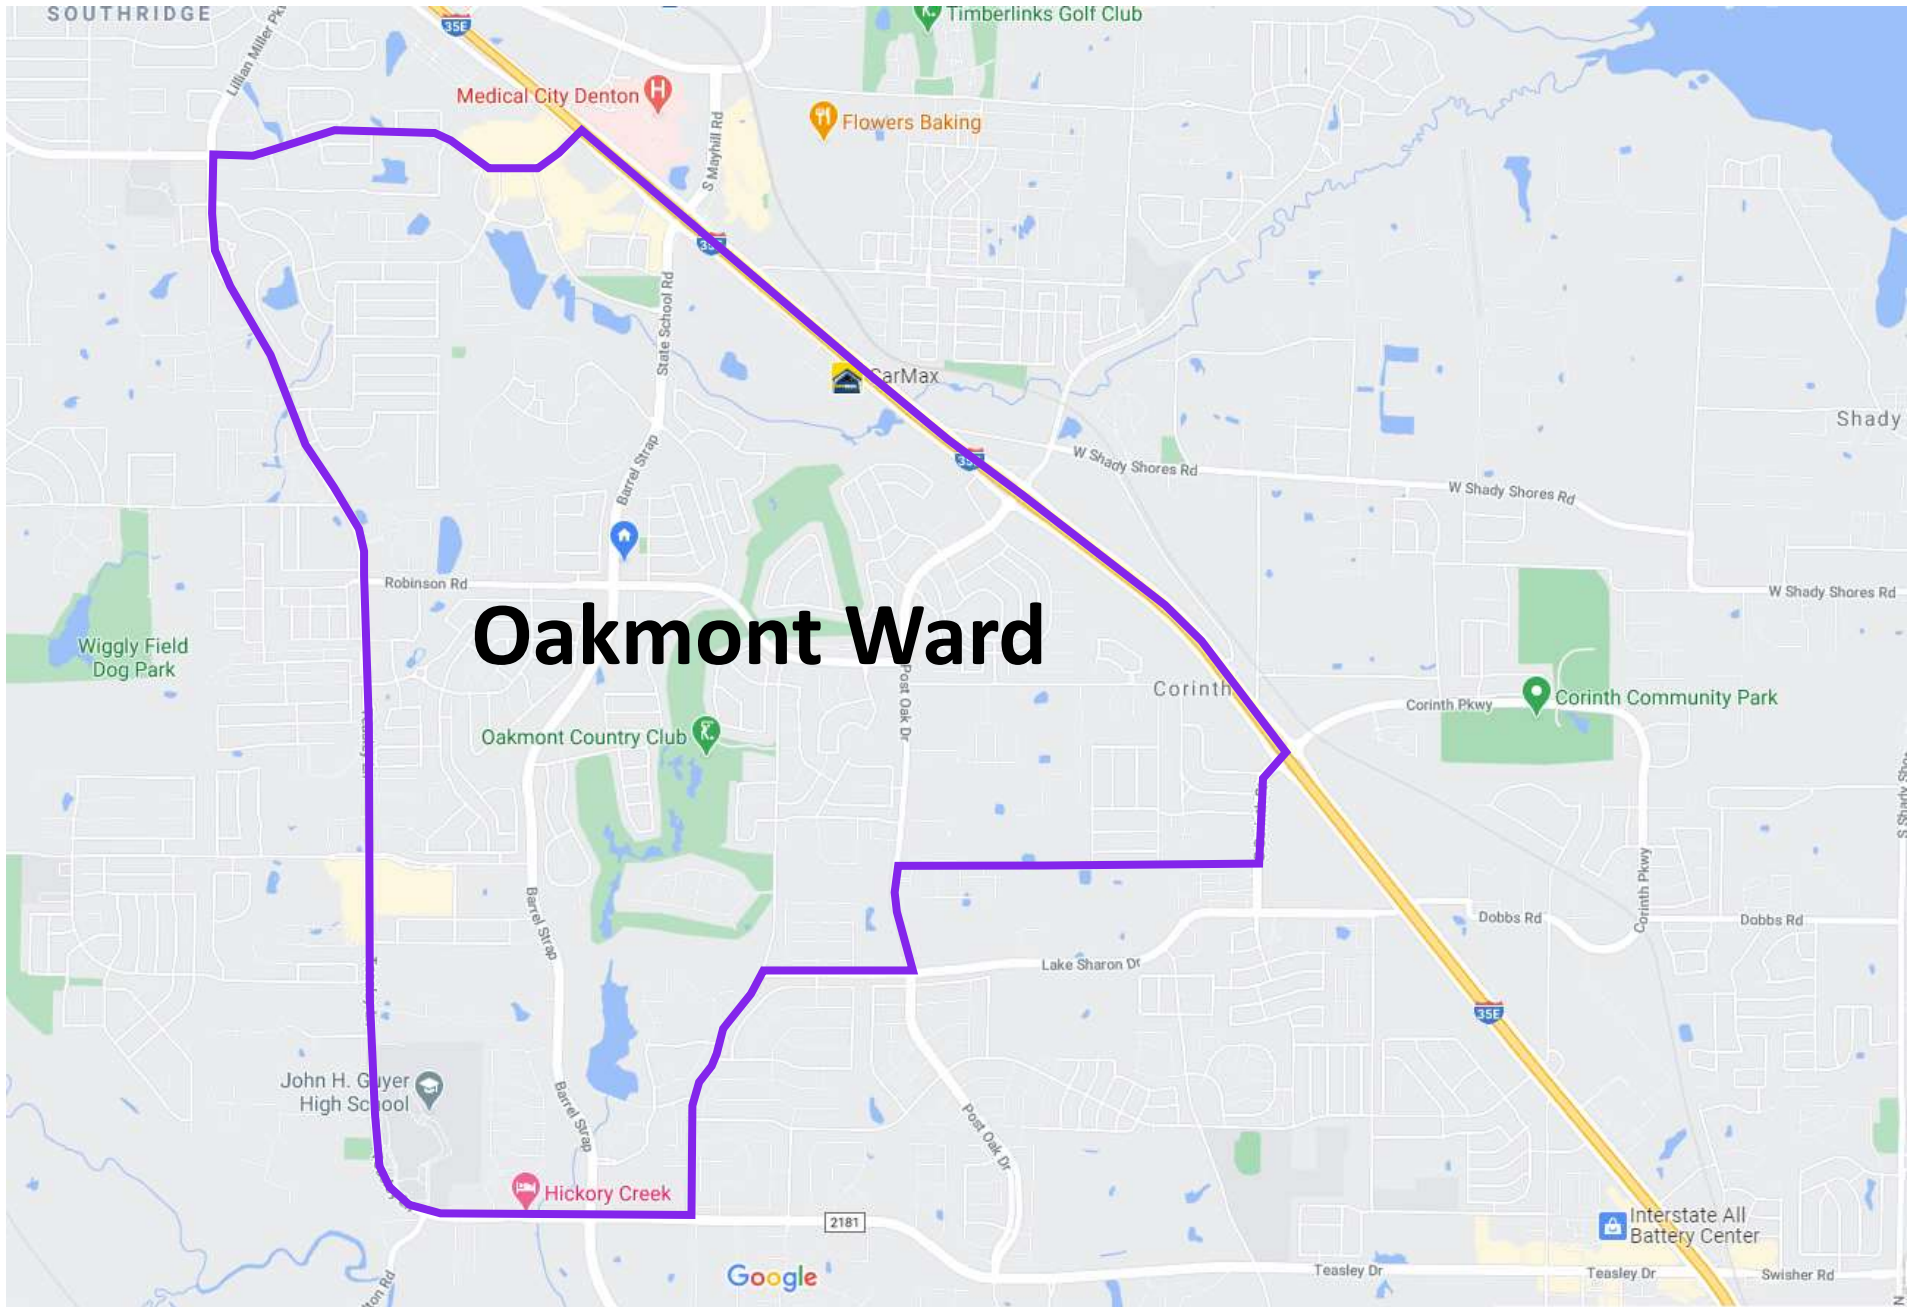 SOUTHRIDGE
Lillian Miller
35E
Timberlinks Golf Club
Medical City Denton
H
S Mayhill Rd
Flowers Baking
State School Rd
CarMax
Shady
W Shady Shores Rd
W Shady Shores Rd
W Shady Shores Rd
Barrel Strap
Robinson Rd
Oakmont Ward
Wiggly Field
Dog Park
Post Oak Dr
Corinth
Corinth Pkwy
Corinth Community Park
Oakmont Country Club
Corinth Pkwy
Barrel Strap
Dobbs Rd
Dobbs Rd
Lake Sharon Dr
35E
John H. Guyer
High School
Barrel Strap
Post Oak Dr
Hickory Creek
2181
Interstate All
Battery Center
Google
Teasley Dr
Teasley Dr
Swisher Rd